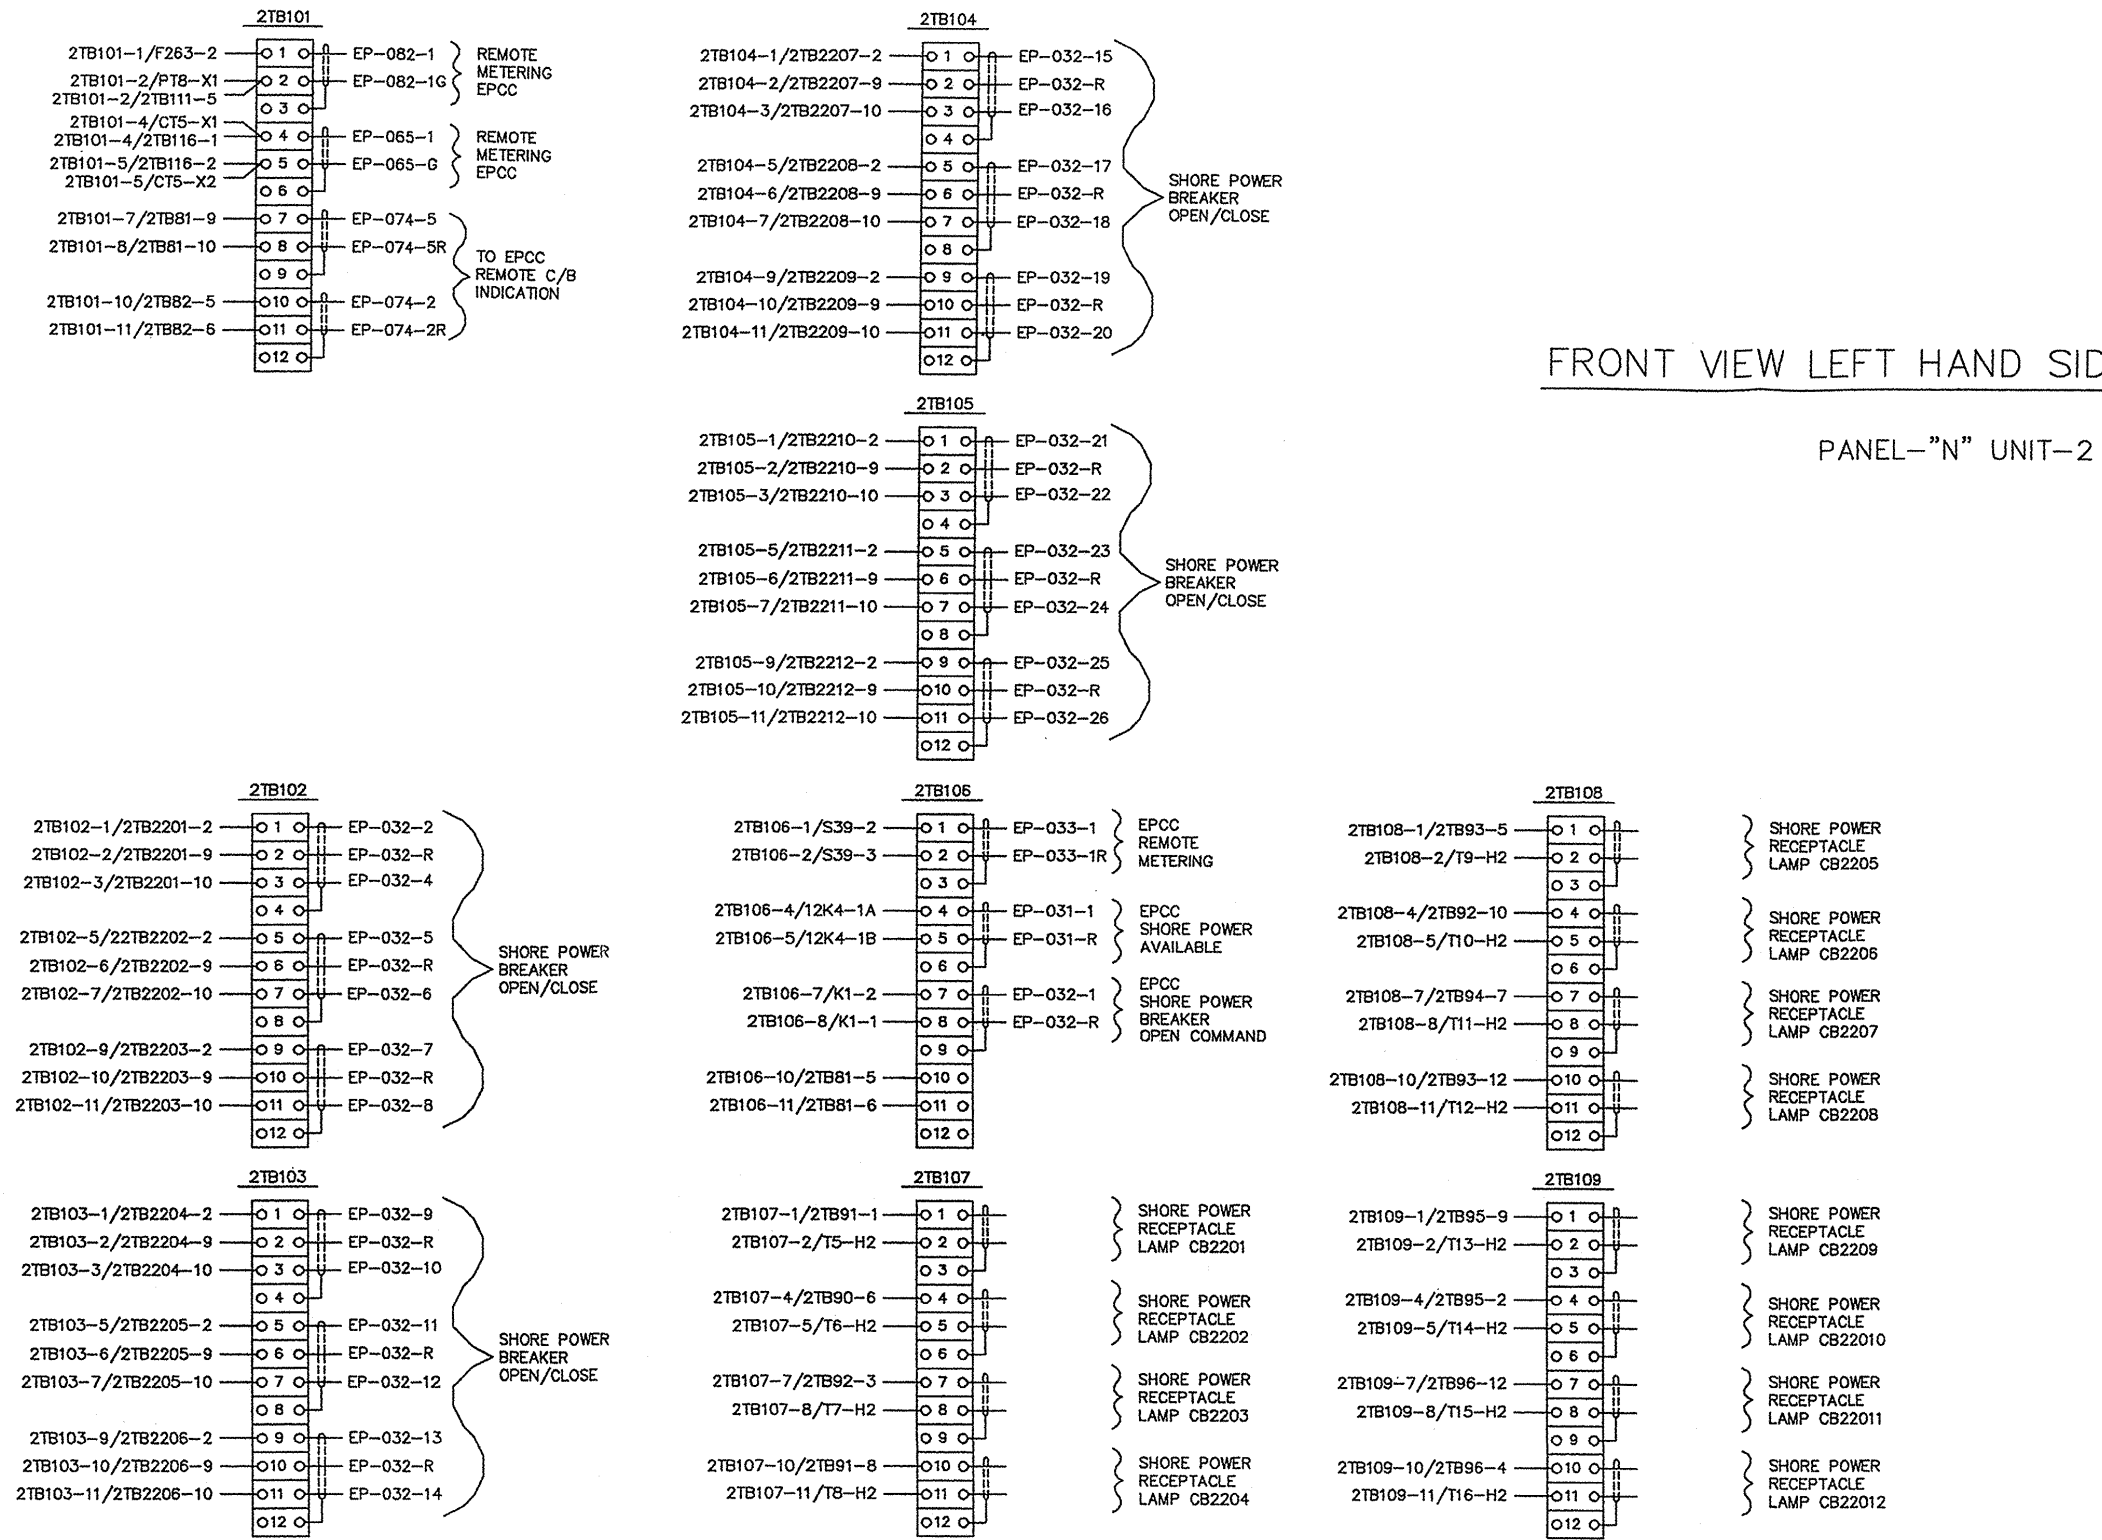 2TB101
2TB101-1/F263-2 1 EP-082-1
2TB101-2/PT8-X1 2 EP-082-1G
2TB101-2/2TB111-5
3
REMOTE
METERING
EPCC
2TB101-4/CT5-X1
2TB101-4/2TB116-1 4 EP-065-1
2TB101-5/2TB116-2 5 EP-065-G
2TB101-5/CT5-X2
6
REMOTE
METERING
EPCC
2TB101-7/2TB81-9 7 EP-074-5
2TB101-8/2TB81-10 8 EP-074-5R
9
2TB101-10/2TB82-5 10 EP-074-2
2TB101-11/2TB82-6 11 EP-074-2R
12
TO EPCC
REMOTE C/B
INDICATION
2TB104
2TB104-1/2TB2207-2 1 EP-032-15
2TB104-2/2TB2207-9 2 EP-032-R
2TB104-3/2TB2207-10 3 EP-032-16
4
2TB104-5/2TB2208-2 5 EP-032-17
2TB104-6/2TB2208-9 6 EP-032-R
2TB104-7/2TB2208-10 7 EP-032-18
8
2TB104-9/2TB2209-2 9 EP-032-19
2TB104-10/2TB2209-9 10 EP-032-R
2TB104-11/2TB2209-10 11 EP-032-20
12
SHORE POWER
BREAKER
OPEN/CLOSE
FRONT VIEW LEFT HAND SID
PANEL-"N" UNIT-2
2TB105
2TB105-1/2TB2210-2 1 EP-032-21
2TB105-2/2TB2210-9 2 EP-032-R
2TB105-3/2TB2210-10 3 EP-032-22
4
2TB105-5/2TB2211-2 5 EP-032-23
2TB105-6/2TB2211-9 6 EP-032-R
2TB105-7/2TB2211-10 7 EP-032-24
8
2TB105-9/2TB2212-2 9 EP-032-25
2TB105-10/2TB2212-9 10 EP-032-R
2TB105-11/2TB2212-10 11 EP-032-26
12
SHORE POWER
BREAKER
OPEN/CLOSE
2TB102
2TB102-1/2TB2201-2 1 EP-032-2
2TB102-2/2TB2201-9 2 EP-032-R
2TB102-3/2TB2201-10 3 EP-032-4
4
2TB102-5/22TB2202-2 5 EP-032-5
2TB102-6/2TB2202-9 6 EP-032-R
2TB102-7/2TB2202-10 7 EP-032-6
8
2TB102-9/2TB2203-2 9 EP-032-7
2TB102-10/2TB2203-9 10 EP-032-R
2TB102-11/2TB2203-10 11 EP-032-8
12
SHORE POWER
BREAKER
OPEN/CLOSE
2TB106
2TB106-1/S39-2 1 EP-033-1
2TB106-2/S39-3 2 EP-033-1R
3
EPCC
REMOTE
METERING
2TB106-4/12K4-1A 4 EP-031-1
2TB106-5/12K4-1B 5 EP-031-R
6
EPCC
SHORE POWER
AVAILABLE
2TB106-7/K1-2 7 EP-032-1
2TB106-8/K1-1 8 EP-032-R
9
EPCC
SHORE POWER
BREAKER
OPEN COMMAND
2TB106-10/2TB81-5 10
2TB106-11/2TB81-6 11
12
2TB108
2TB108-1/2TB93-5 1
2TB108-2/T9-H2 2
3
SHORE POWER
RECEPTACLE
LAMP CB2205
2TB108-4/2TB92-10 4
2TB108-5/T10-H2 5
6
SHORE POWER
RECEPTACLE
LAMP CB2206
2TB108-7/2TB94-7 7
2TB108-8/T11-H2 8
9
SHORE POWER
RECEPTACLE
LAMP CB2207
2TB108-10/2TB93-12 10
2TB108-11/T12-H2 11
12
SHORE POWER
RECEPTACLE
LAMP CB2208
2TB103
2TB103-1/2TB2204-2 1 EP-032-9
2TB103-2/2TB2204-9 2 EP-032-R
2TB103-3/2TB2204-10 3 EP-032-10
4
2TB103-5/2TB2205-2 5 EP-032-11
2TB103-6/2TB2205-9 6 EP-032-R
2TB103-7/2TB2205-10 7 EP-032-12
8
2TB103-9/2TB2206-2 9 EP-032-13
2TB103-10/2TB2206-9 10 EP-032-R
2TB103-11/2TB2206-10 11 EP-032-14
12
SHORE POWER
BREAKER
OPEN/CLOSE
2TB107
2TB107-1/2TB91-1 1
2TB107-2/T5-H2 2
3
SHORE POWER
RECEPTACLE
LAMP CB2201
2TB107-4/2TB90-6 4
2TB107-5/T6-H2 5
6
SHORE POWER
RECEPTACLE
LAMP CB2202
2TB107-7/2TB92-3 7
2TB107-8/T7-H2 8
9
SHORE POWER
RECEPTACLE
LAMP CB2203
2TB107-10/2TB91-8 10
2TB107-11/T8-H2 11
12
SHORE POWER
RECEPTACLE
LAMP CB2204
2TB109
2TB109-1/2TB95-9 1
2TB109-2/T13-H2 2
3
SHORE POWER
RECEPTACLE
LAMP CB2209
2TB109-4/2TB95-2 4
2TB109-5/T14-H2 5
6
SHORE POWER
RECEPTACLE
LAMP CB22010
2TB109-7/2TB96-12 7
2TB109-8/T15-H2 8
9
SHORE POWER
RECEPTACLE
LAMP CB22011
2TB109-10/2TB96-4 10
2TB109-11/T16-H2 11
12
SHORE POWER
RECEPTACLE
LAMP CB22012